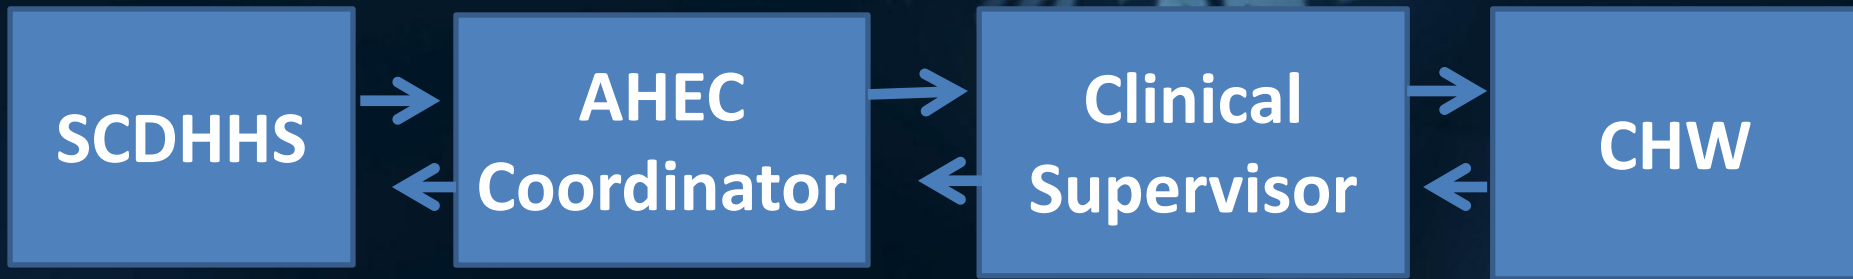 SCDHHS
AHEC
Coordinator
Clinical
Supervisor
CHW